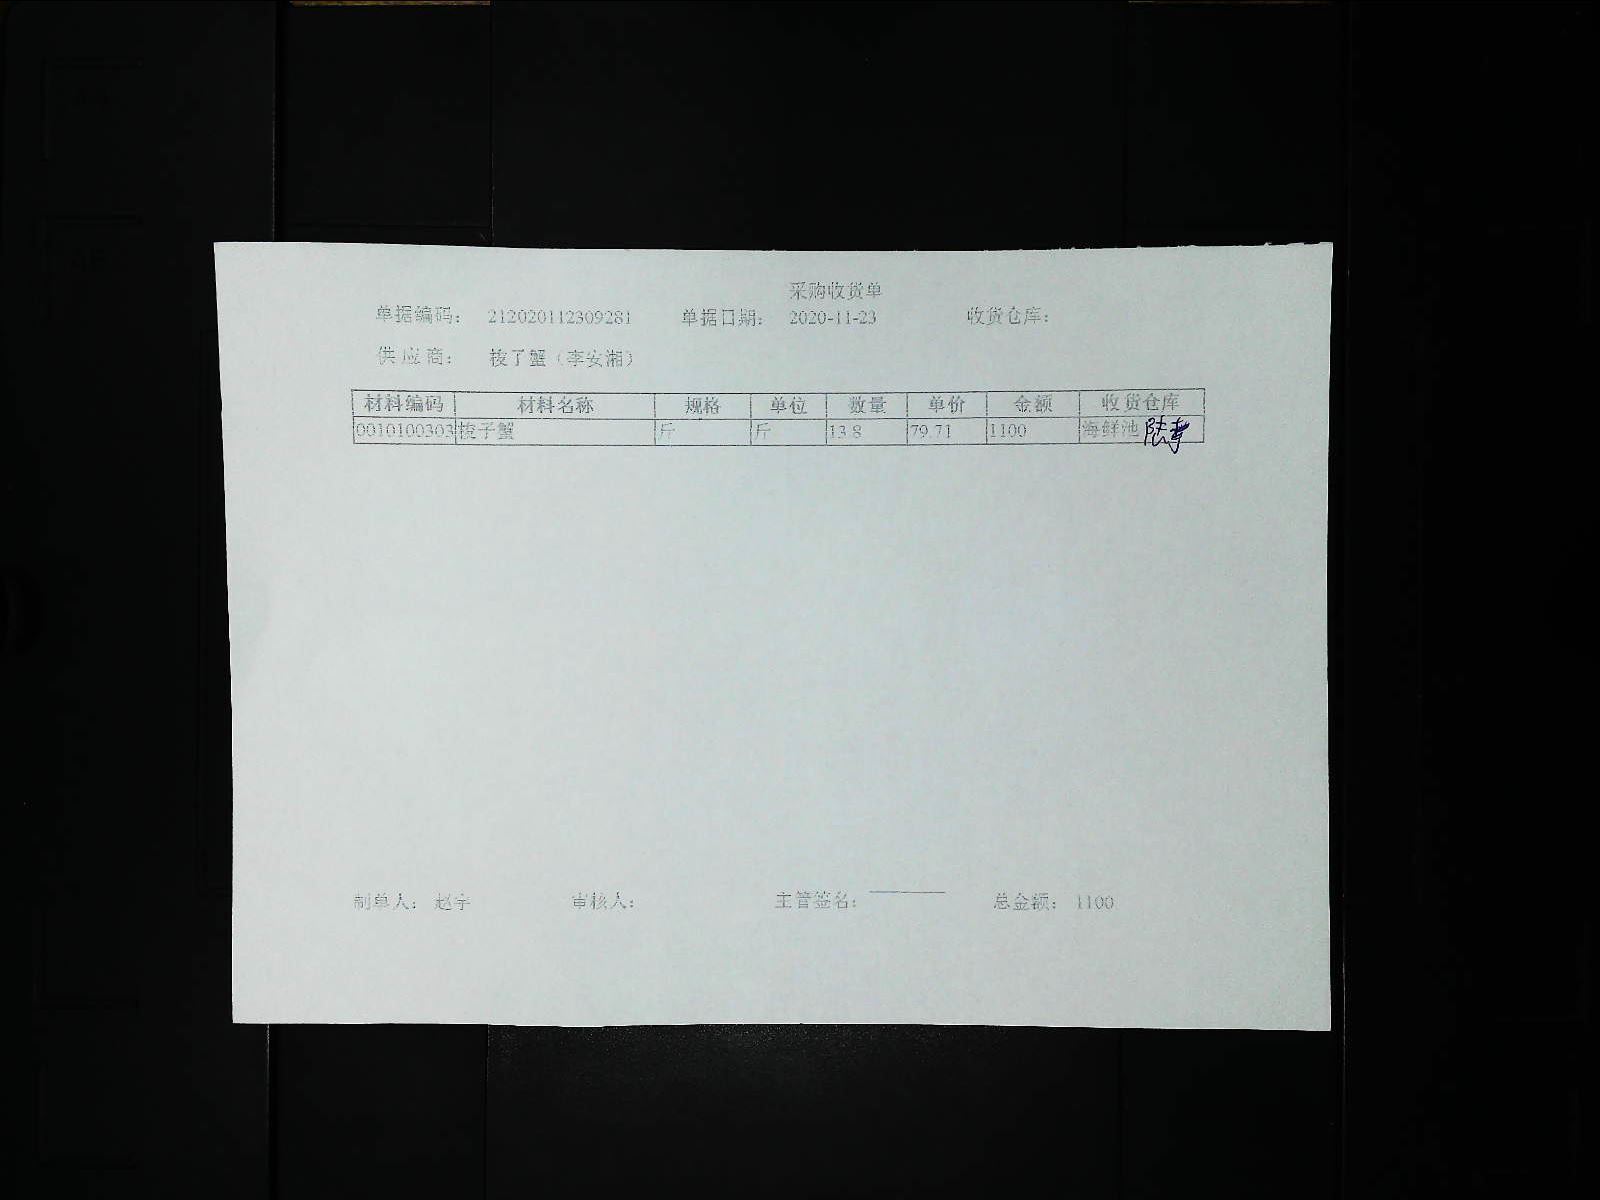 采购收货单
单据编码： 212020112309281 单据日期： 2020-11-23 收货仓库：
供应商： 梭子蟹（李安湘）
材料编码 材料名称 规格 单位 数量 单价 金额 收货仓库
0010100303 梭子蟹 斤 斤 13.8 79.71 1100 海鲜池
制单人： 赵宇 审核人： 主管签名： 总金额： 1100